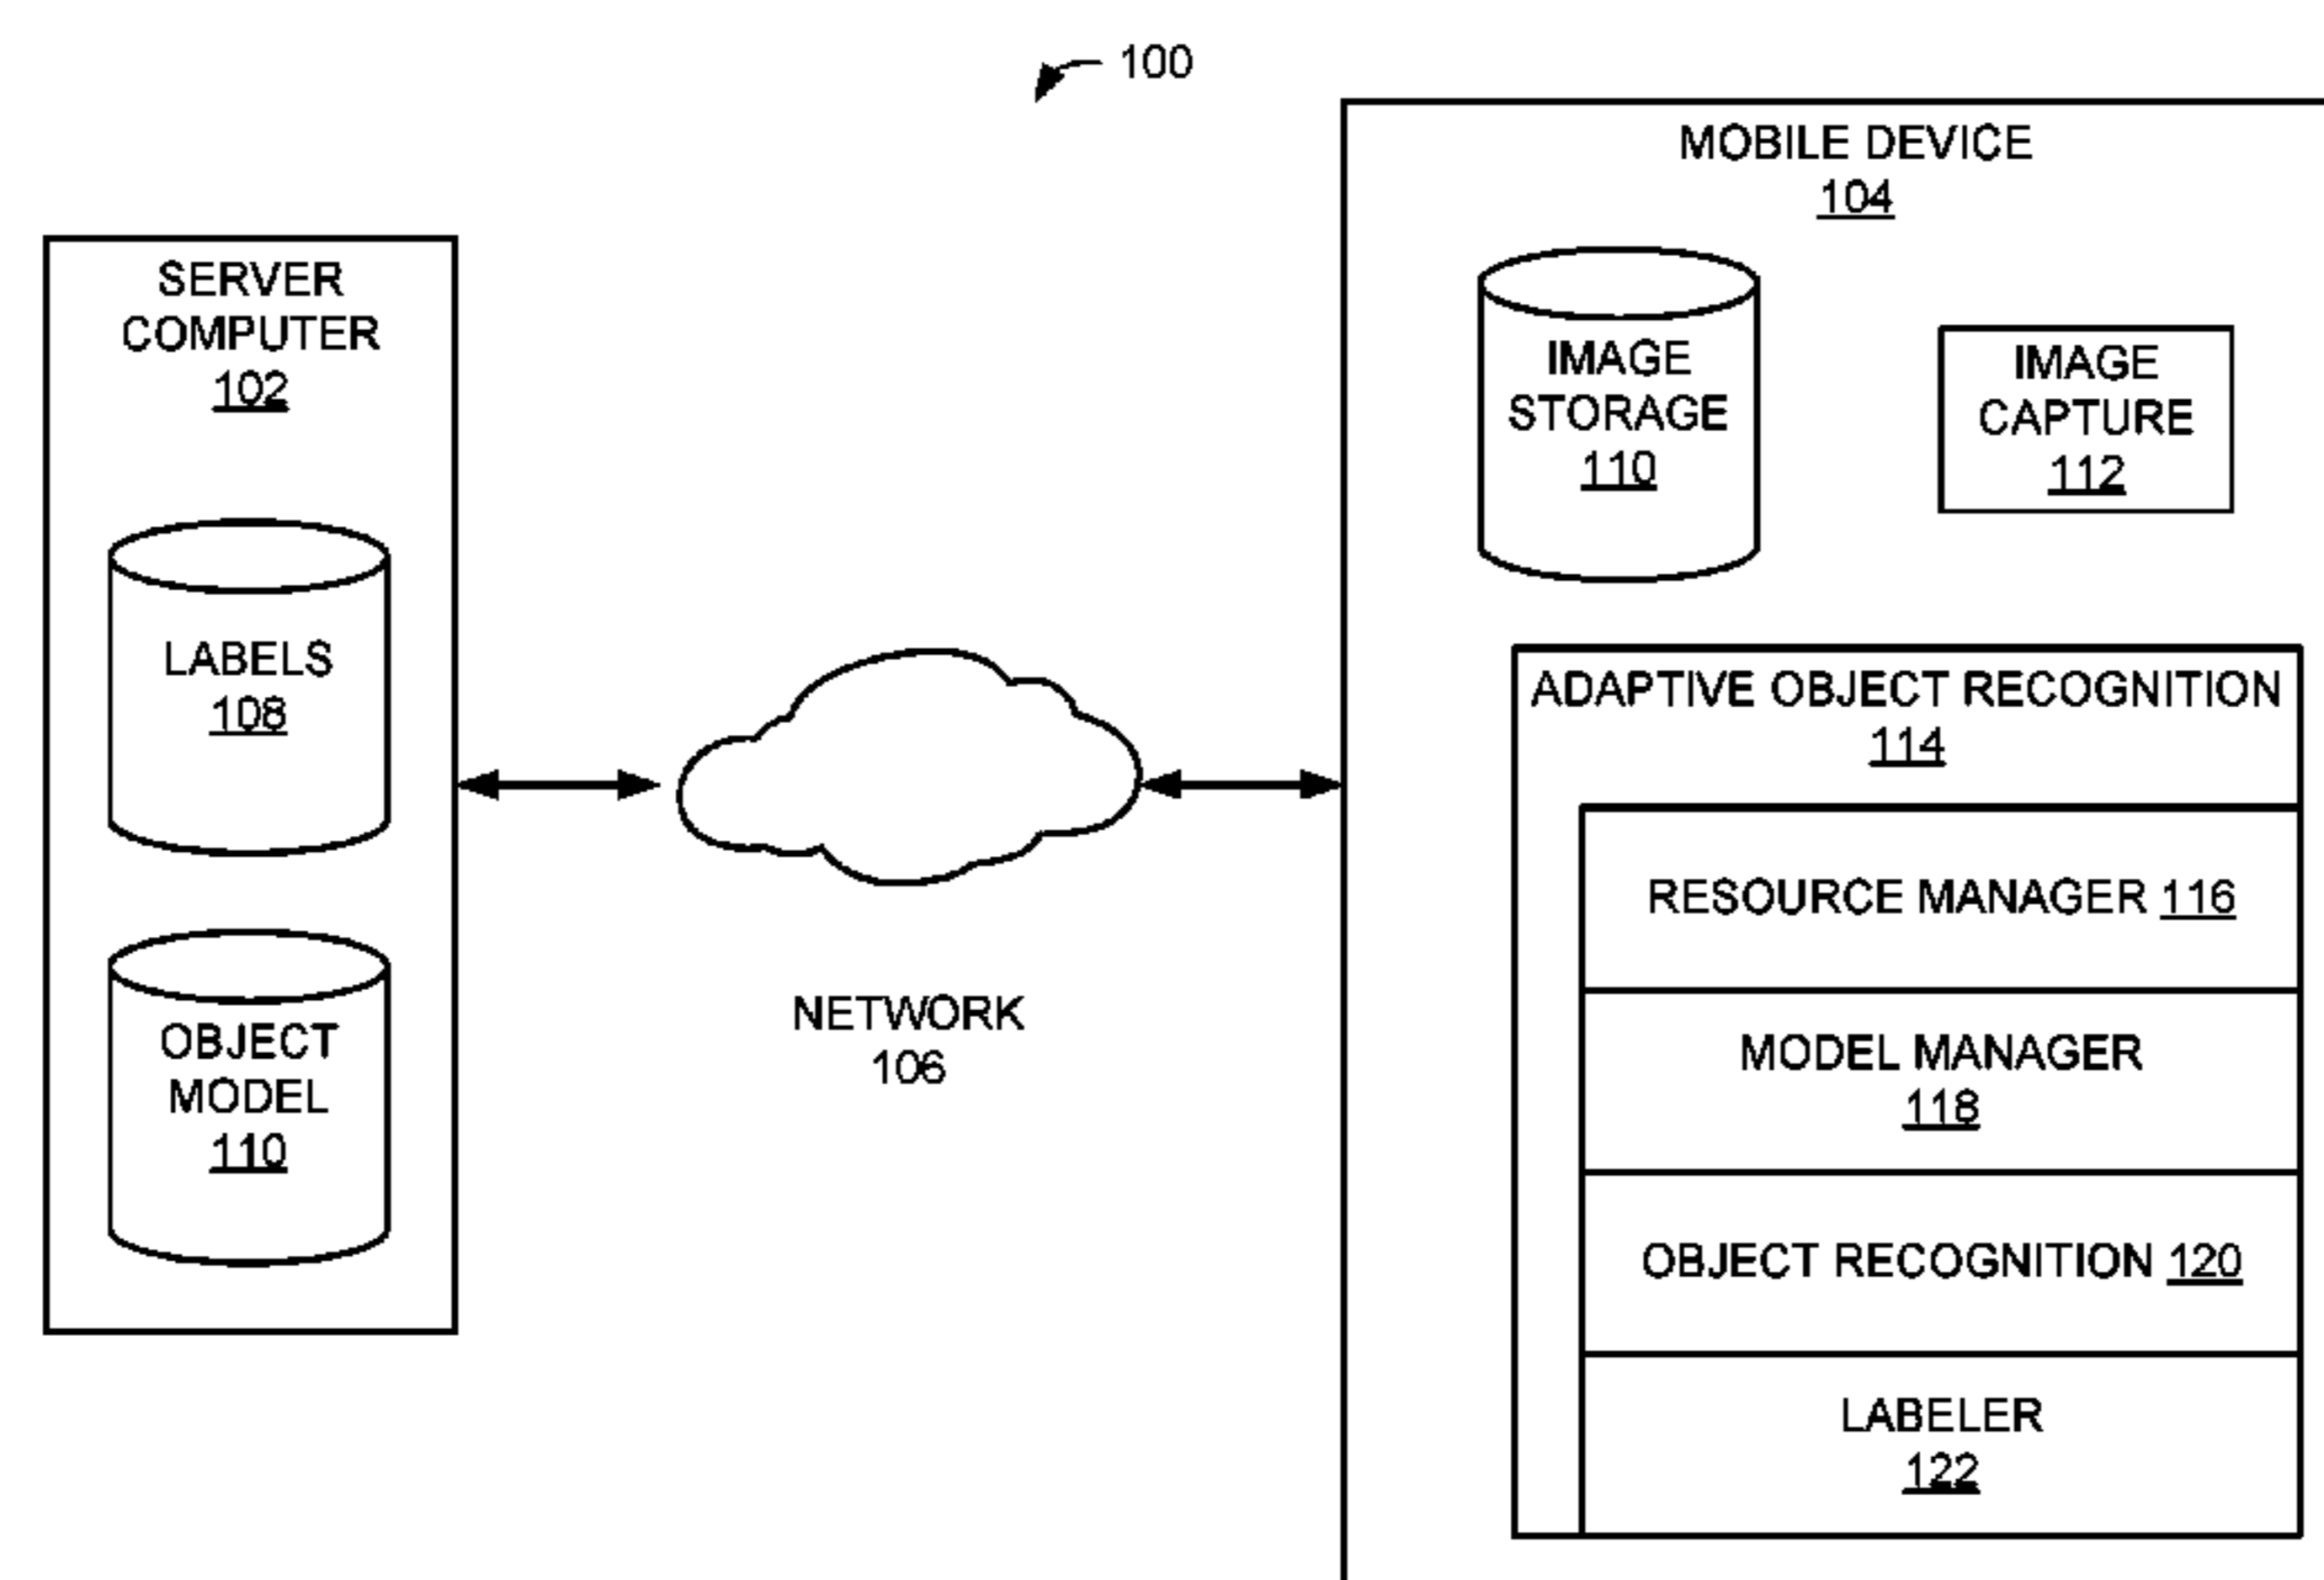 100
SERVER
COMPUTER
102
LABELS
108
OBJECT
MODEL
110
NETWORK
106
MOBILE DEVICE
104
IMAGE
STORAGE
110
IMAGE
CAPTURE
112
ADAPTIVE OBJECT RECOGNITION
114
RESOURCE MANAGER 116
MODEL MANAGER
118
OBJECT RECOGNITION 120
LABELER
122